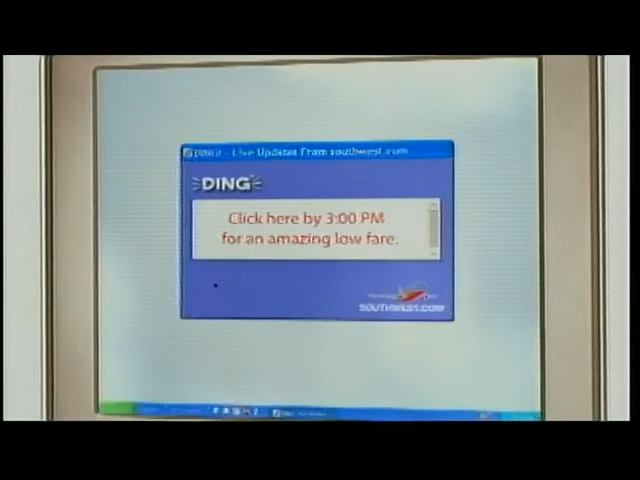 DING! - Live Updates From southwest.com
DING
Click here by 3:00 PM
for an amazing low fare.
SOUTHWEST.COM